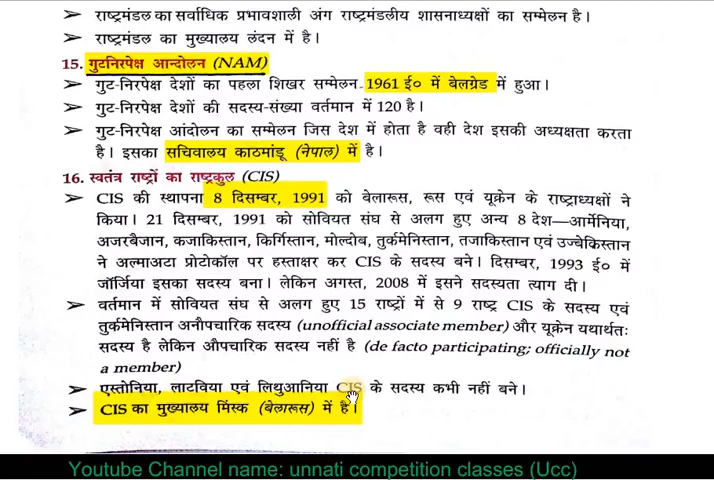 ➢ राष्ट्रमंडल का सर्वाधिक प्रभावशाली अंग राष्ट्रमंडलीय शासनाध्यक्षों का सम्मेलन है।
➢ राष्ट्रमंडल का मुख्यालय लंदन में है।
15. गुटनिरपेक्ष आन्दोलन (NAM)
➢ गुट-निरपेक्ष देशों का पहला शिखर सम्मेलन 1961 ई० में बेलग्रेड में हुआ।
➢ गुट-निरपेक्ष देशों की सदस्य-संख्या वर्तमान में 120 है।
➢ गुट-निरपेक्ष आंदोलन का सम्मेलन जिस देश में होता है वही देश इसकी अध्यक्षता करता
है। इसका सचिवालय काठमांडू (नेपाल) में है।
16. स्वतंत्र राष्ट्रों का राष्ट्रकुल (CIS)
➢ CIS की स्थापना 8 दिसम्बर, 1991 को बेलारूस, रूस एवं यूक्रेन के राष्ट्राध्यक्षों ने
किया। 21 दिसम्बर, 1991 को सोवियत संघ से अलग हुए अन्य 8 देश—आर्मेनिया,
अजरबैजान, कजाकिस्तान, किर्गिस्तान, मोल्दोब, तुर्कमेनिस्तान, तजाकिस्तान एवं उज्बेकिस्तान
ने अल्माअटा प्रोटोकॉल पर हस्ताक्षर कर CIS के सदस्य बने। दिसम्बर, 1993 ई० में
जॉर्जिया इसका सदस्य बना। लेकिन अगस्त, 2008 में इसने सदस्यता त्याग दी।
➢ वर्तमान में सोवियत संघ से अलग हुए 15 राष्ट्रों में से 9 राष्ट्र CIS के सदस्य एवं
तुर्कमेनिस्तान अनौपचारिक सदस्य (unofficial associate member) और यूक्रेन यथार्थतः
सदस्य है लेकिन औपचारिक सदस्य नहीं है (de facto participating; officially not
a member)
➢ एस्तोनिया, लाटविया एवं लिथुआनिया CIS के सदस्य कभी नहीं बने।
➢ CIS का मुख्यालय मिंस्क (बेलारूस) में है।
Youtube Channel name: unnati competition classes (Ucc)